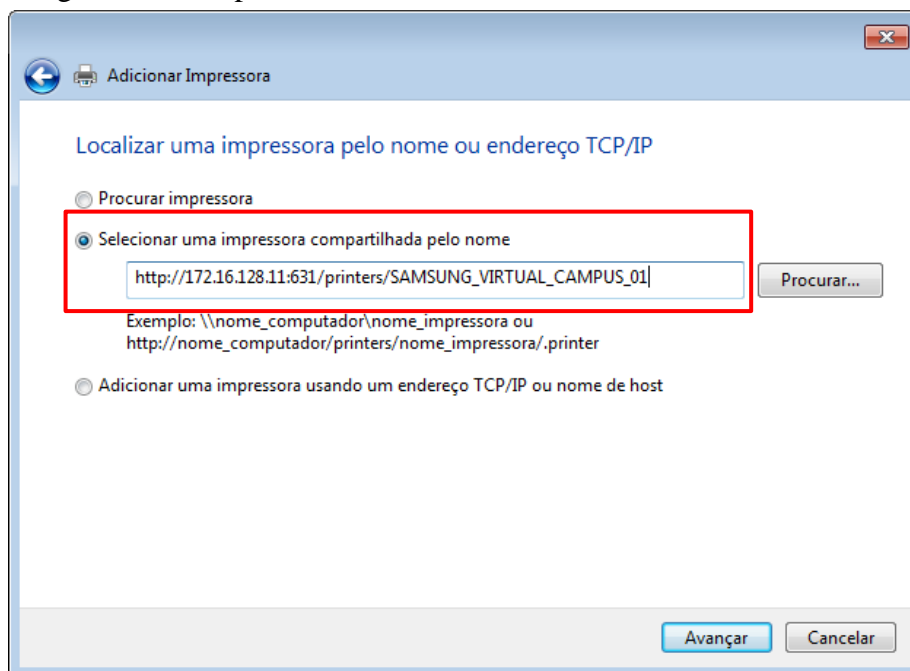 Adicionar Impressora
Localizar uma impressora pelo nome ou endereço TCP/IP
Procurar impressora
Selecionar uma impressora compartilhada pelo nome
http://172.16.128.11:631/printers/SAMSUNG_VIRTUAL_CAMPUS_01
Procurar...
Exemplo: \\nome_computador\nome_impressora ou
http://nome_computador/printers/nome_impressora/.printer
Adicionar uma impressora usando um endereço TCP/IP ou nome de host
Avançar
Cancelar